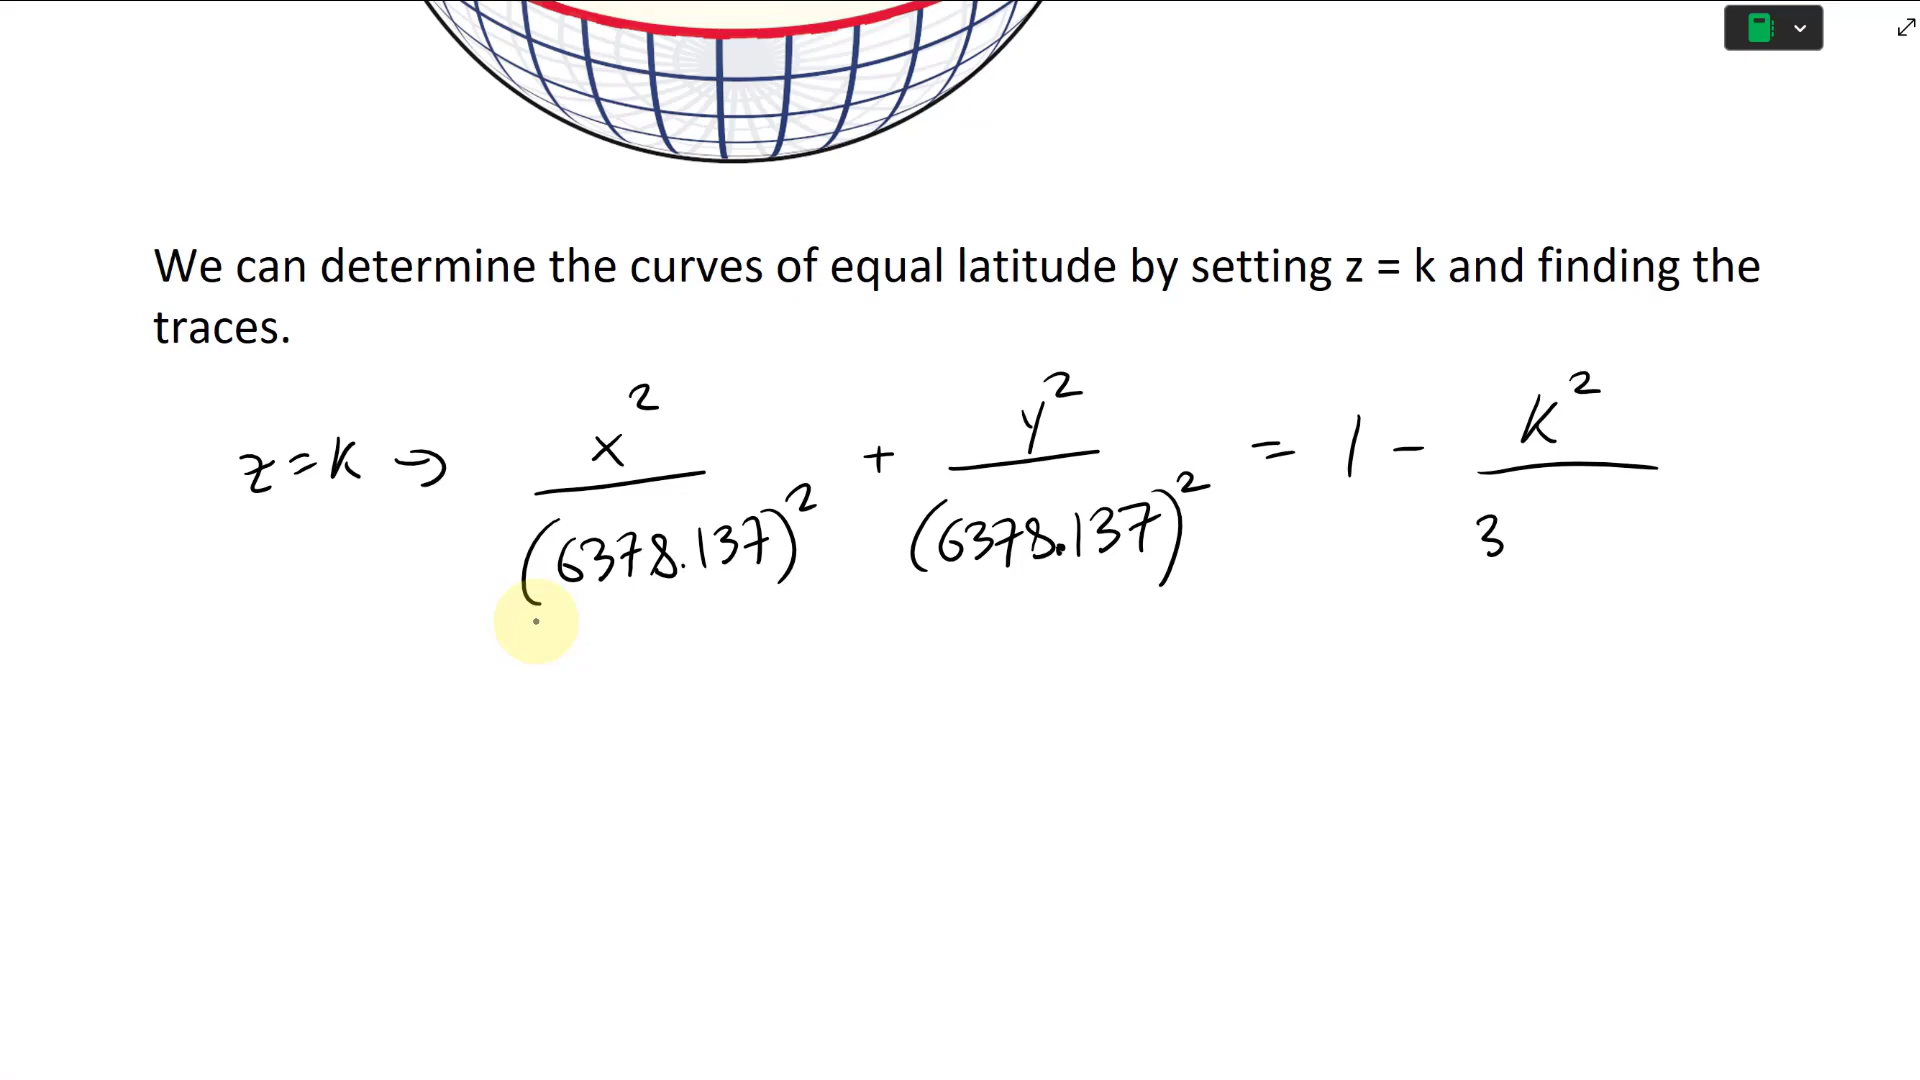 We can determine the curves of equal latitude by setting z = k and finding the
traces.
z = k → x² / (6378.137)² + y² / (6378.137)² = 1 - k² / 3